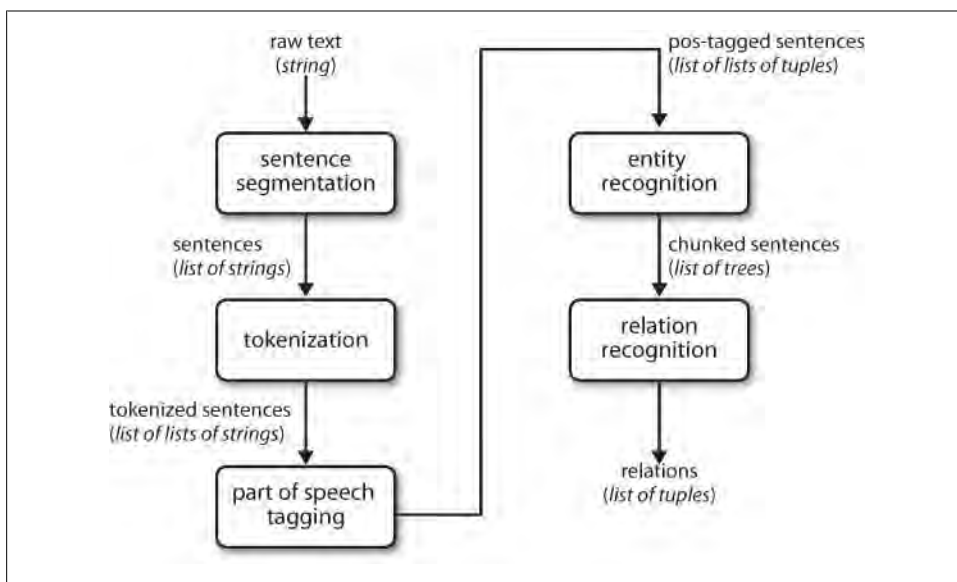 raw text
(string)
sentence
segmentation
sentences
(list of strings)
tokenization
tokenized sentences
(list of lists of strings)
part of speech
tagging
pos-tagged sentences
(list of lists of tuples)
entity
recognition
chunked sentences
(list of trees)
relation
recognition
relations
(list of tuples)